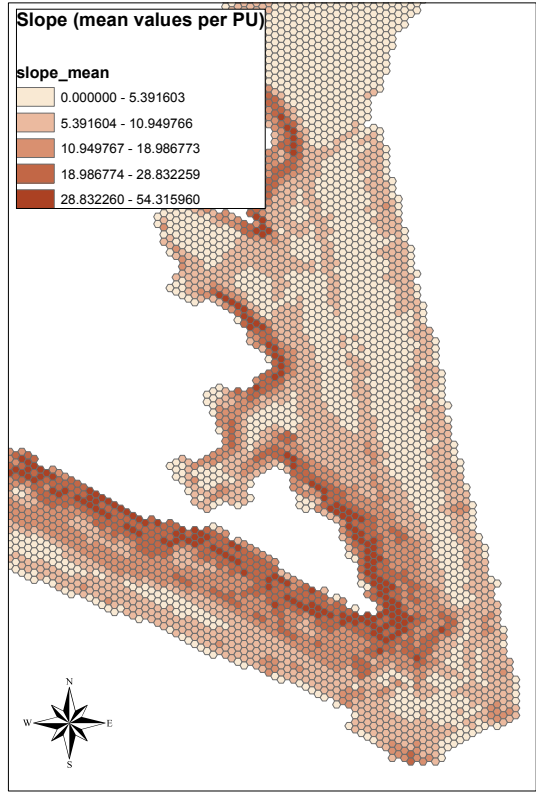 Slope (mean values per PU)
slope_mean
0.000000 - 5.391603
5.391604 - 10.949766
10.949767 - 18.986773
18.986774 - 28.832259
28.832260 - 54.315960
N
W E
S